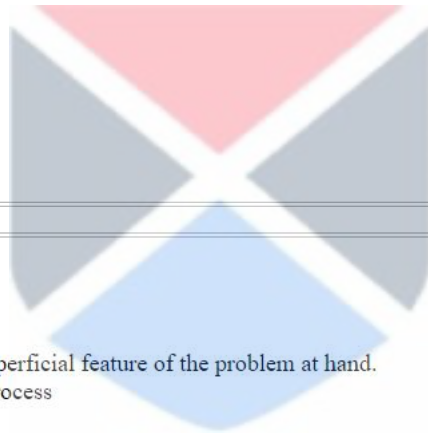 perficial feature of the problem at hand.
ocess